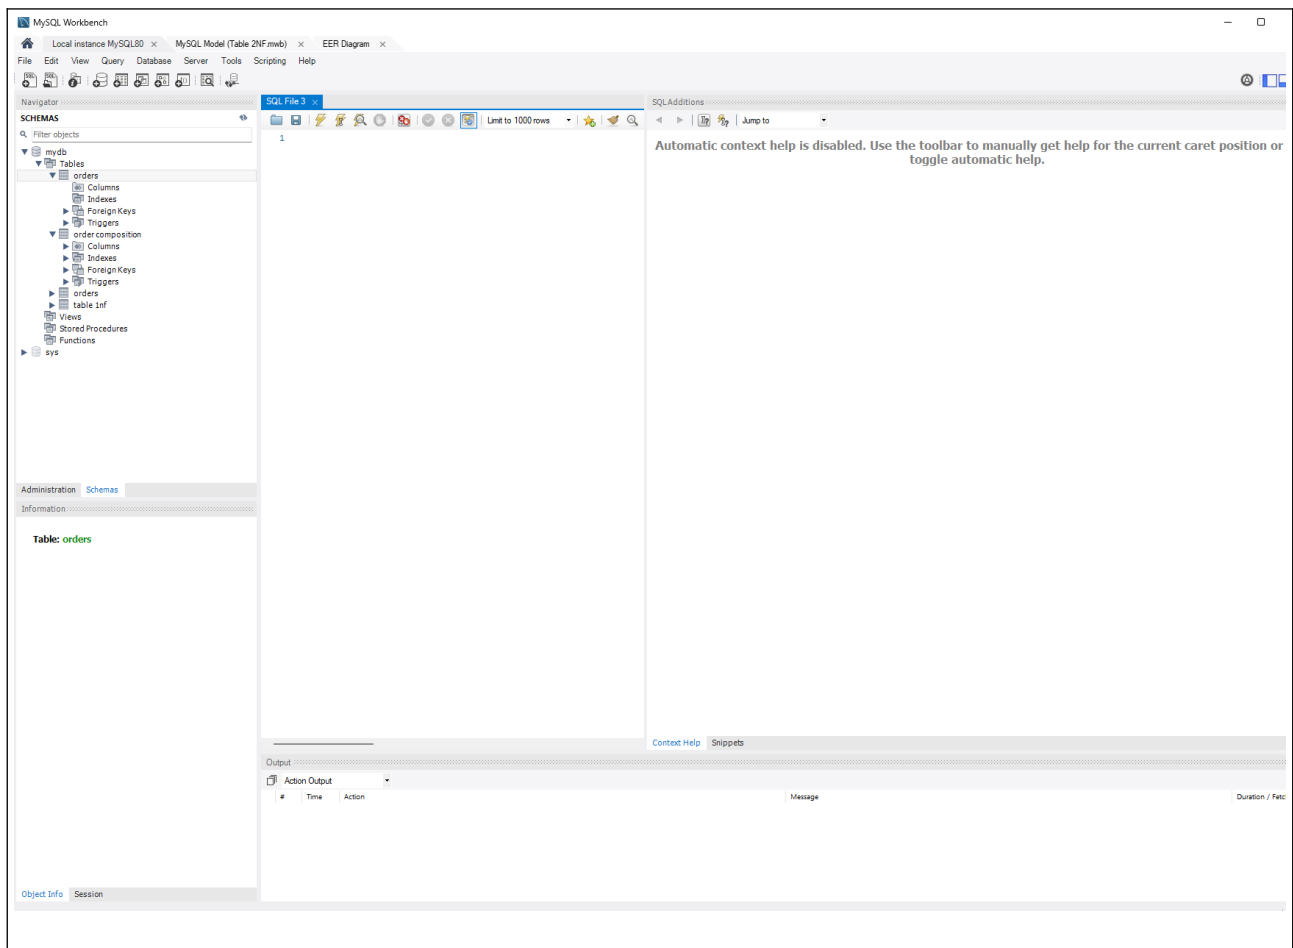 MySQL Workbench
Local instance MySQL80 × MySQL Model (Table 2NF.mwb) × EER Diagram ×
File Edit View Query Database Server Tools Scripting Help
Navigator
SCHEMAS
Filter objects
mydb
Tables
orders
Columns
Indexes
Foreign Keys
Triggers
order composition
Columns
Indexes
Foreign Keys
Triggers
orders
table 1nf
Views
Stored Procedures
Functions
sys
Administration Schemas
Information
Table: orders
Object Info Session
SQL File 3 ×
Limit to 1000 rows
1
SQLAdditions
Jump to
Automatic context help is disabled. Use the toolbar to manually get help for the current caret position or
toggle automatic help.
Context Help Snippets
Output
Action Output
# Time Action Message Duration / Fetc